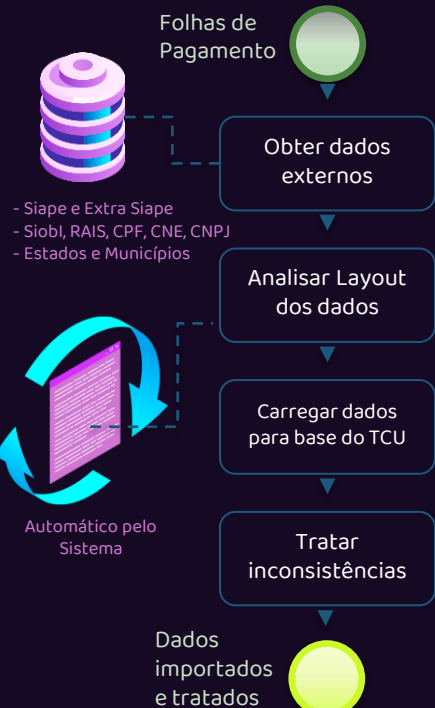 Folhas de
Pagamento
Obter dados
externos
- Siape e Extra Siape
- SiobI, RAIS, CPF, CNE, CNPJ
- Estados e Municípios
Analisar Layout
dos dados
Carregar dados
para base do TCU
Automático pelo
Sistema
Tratar
inconsistências
Dados
importados
e tratados